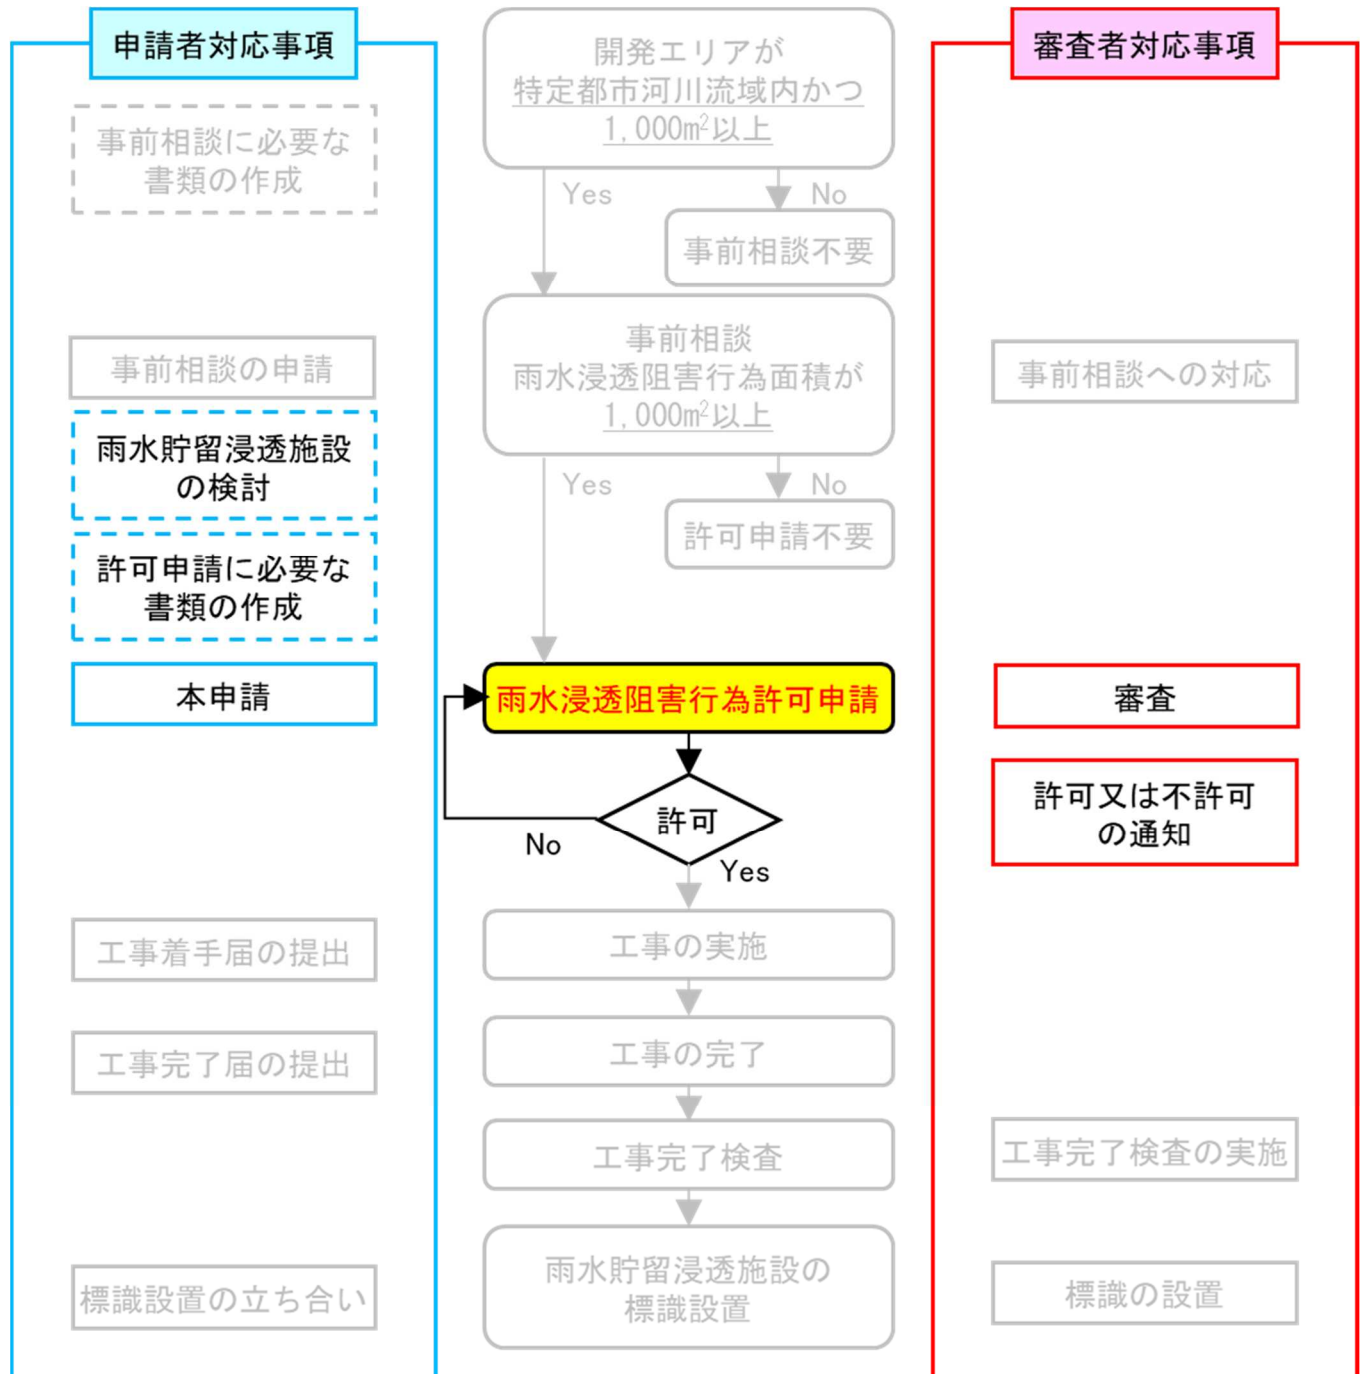 申請者対応事項
事前相談に必要な
書類の作成
事前相談の申請
雨水貯留浸透施設
の検討
許可申請に必要な
書類の作成
本申請
工事着手届の提出
工事完了届の提出
標識設置の立ち合い
開発エリアが
特定都市河川流域内かつ
1,000m²以上
Yes
No
事前相談不要
事前相談
雨水浸透阻害行為面積が
1,000m²以上
Yes
No
許可申請不要
雨水浸透阻害行為許可申請
許可
No
Yes
工事の実施
工事の完了
工事完了検査
雨水貯留浸透施設の
標識設置
審査者対応事項
事前相談への対応
審査
許可又は不許可
の通知
工事完了検査の実施
標識の設置